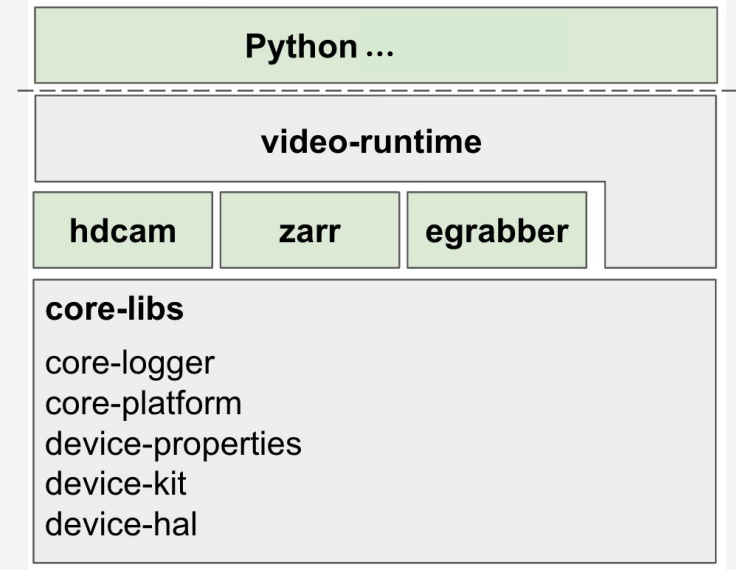 Python ...
video-runtime
hdcam zarr egrabber
core-libs
core-logger
core-platform
device-properties
device-kit
device-hal